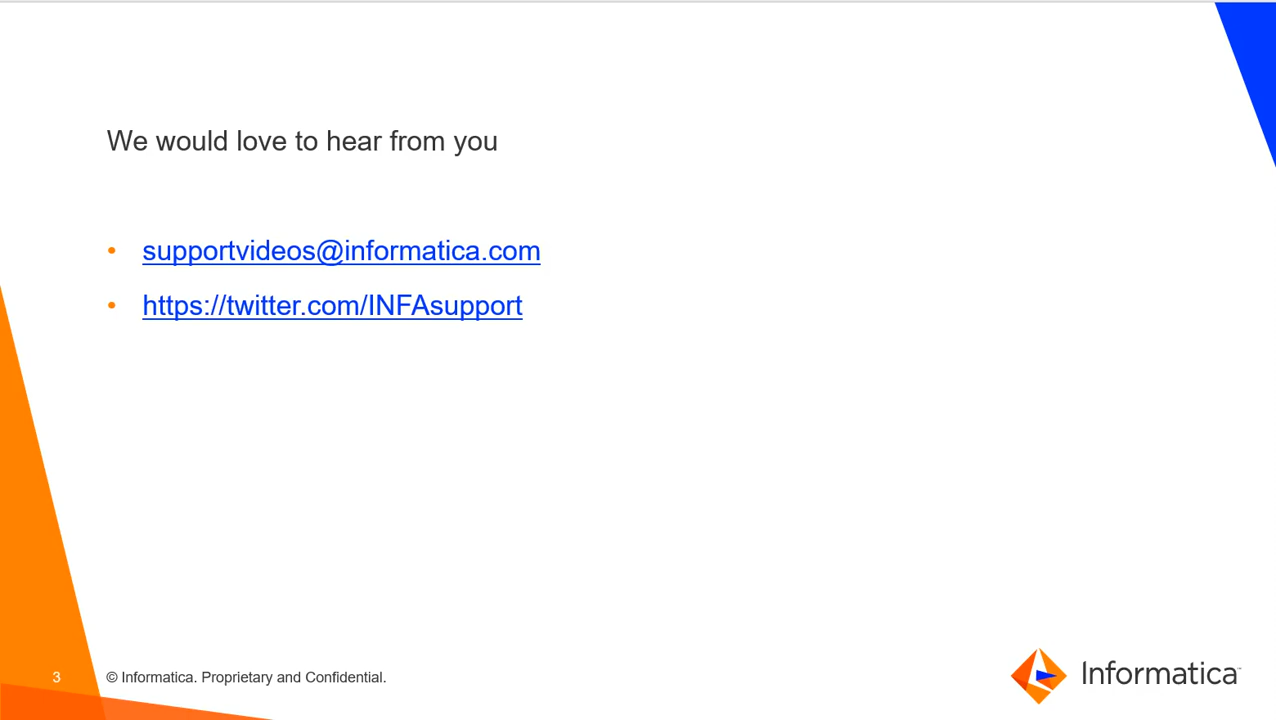 We would love to hear from you
• supportvideos@informatica.com
• https://twitter.com/INFAsupport
3 © Informatica. Proprietary and Confidential.
Informatica™